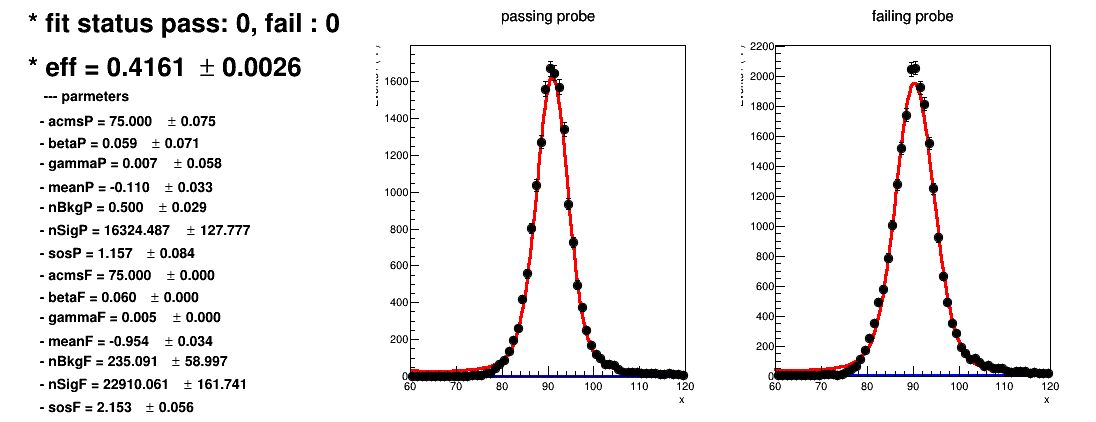 * fit status pass: 0, fail : 0
* eff = 0.4161 ± 0.0026
--- parmeters
- acmsP = 75.000 ± 0.075
- betaP = 0.059 ± 0.071
- gammaP = 0.007 ± 0.058
- meanP = -0.110 ± 0.033
- nBkgP = 0.500 ± 0.029
- nSigP = 16324.487 ± 127.777
- sosP = 1.157 ± 0.084
- acmsF = 75.000 ± 0.000
- betaF = 0.060 ± 0.000
- gammaF = 0.005 ± 0.000
- meanF = -0.954 ± 0.034
- nBkgF = 235.091 ± 58.997
- nSigF = 22910.061 ± 161.741
- sosF = 2.153 ± 0.056
passing probe
1600
1400
1200
1000
800
600
400
200
0
60 70 80 90 100 110 120
x
failing probe
2200
2000
1800
1600
1400
1200
1000
800
600
400
200
0
60 70 80 90 100 110 120
x